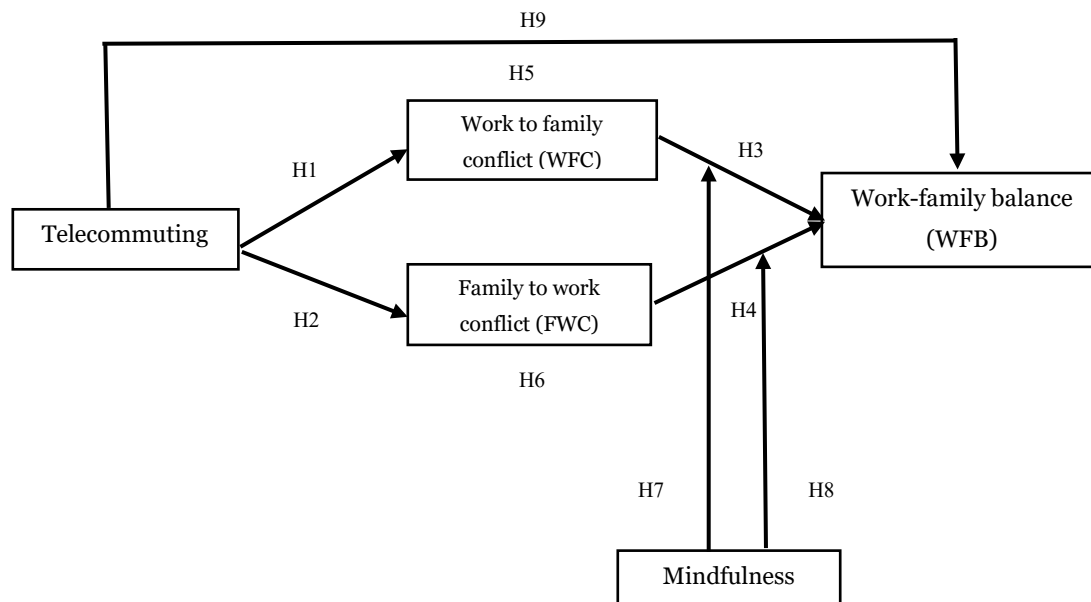 H9
H5
Work to family
conflict (WFC)
H3
H1
Work-family balance
(WFB)
Telecommuting
Family to work
conflict (FWC)
H2
H4
H6
H7
H8
Mindfulness